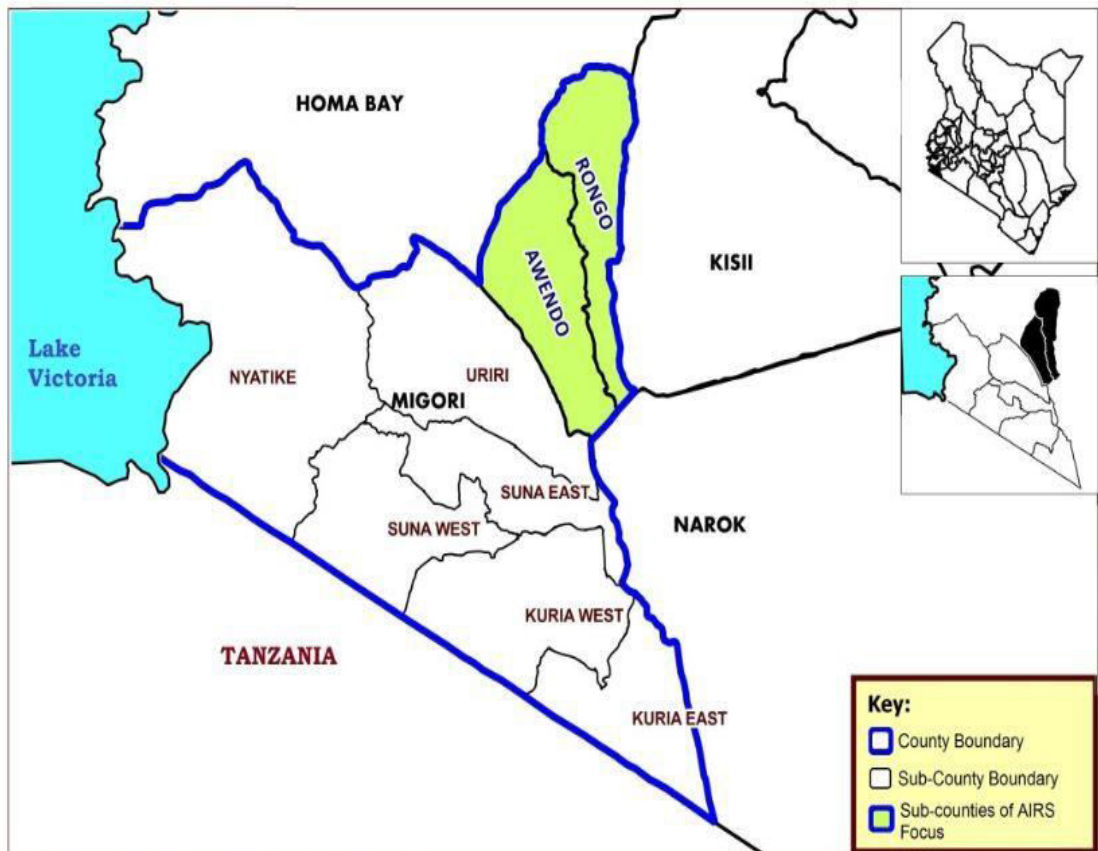 HOMA BAY
RONGO
KISII
AWENDO
Lake
Victoria
NYATIKE
URIRI
MIGORI
SUNA EAST
SUNA WEST
NAROK
KURIA WEST
TANZANIA
KURIA EAST
Key:
County Boundary
Sub-County Boundary
Sub-counties of AIRS
Focus